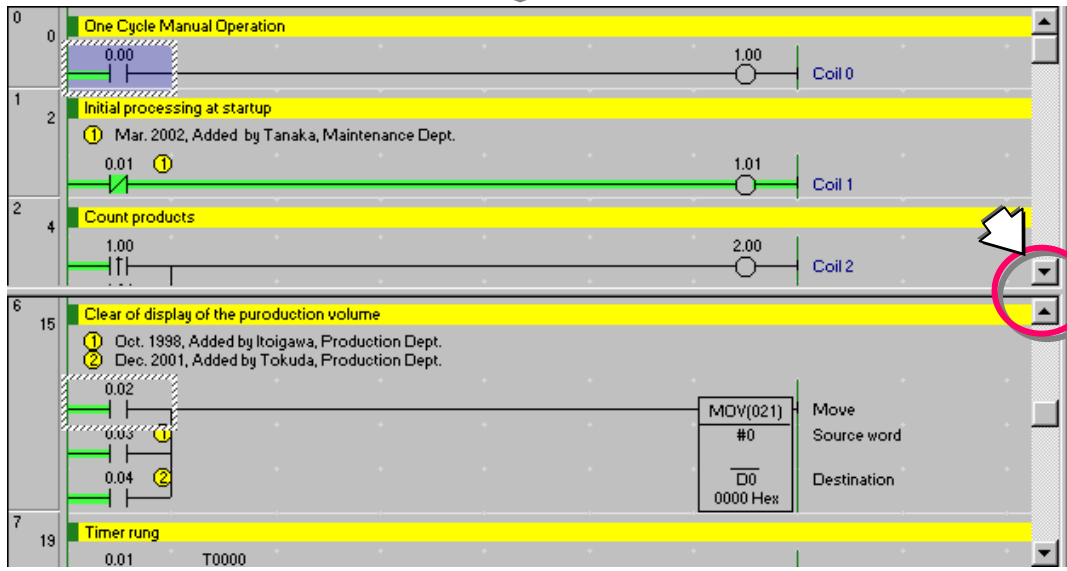 0 0 One Cycle Manual Operation
0.00 1.00
Coil 0
1 2 Initial processing at startup
① Mar. 2002, Added by Tanaka, Maintenance Dept.
0.01 ① 1.01
Coil 1
2 4 Count products
1.00 2.00
Coil 2
6 15 Clear of display of the puroduction volume
① Oct. 1998, Added by Itoigawa, Production Dept.
② Dec. 2001, Added by Tokuda, Production Dept.
0.02
MOV(021) Move
0.03 ① #0 Source word
0.04 ② D0 Destination
0000 Hex
7 19 Timer rung
0.01 T0000